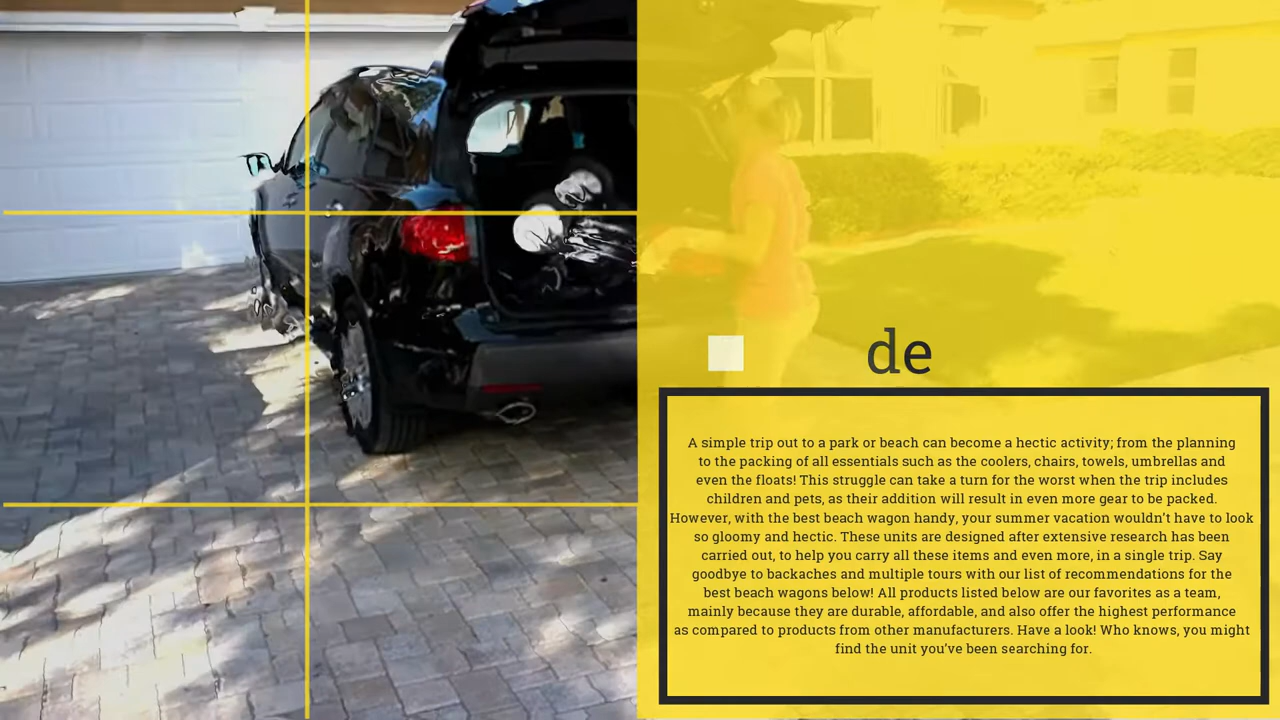 de
A simple trip out to a park or beach can become a hectic activity; from the planning
to the packing of all essentials such as the coolers, chairs, towels, umbrellas and
even the floats! This struggle can take a turn for the worst when the trip includes
children and pets, as their addition will result in even more gear to be packed.
However, with the best beach wagon handy, your summer vacation wouldn't have to look
so gloomy and hectic. These units are designed after extensive research has been
carried out, to help you carry all these items and even more, in a single trip. Say
goodbye to backaches and multiple tours with our list of recommendations for the
best beach wagons below! All products listed below are our favorites as a team,
mainly because they are durable, affordable, and also offer the highest performance
as compared to products from other manufacturers. Have a look! Who knows, you might
find the unit you've been searching for.